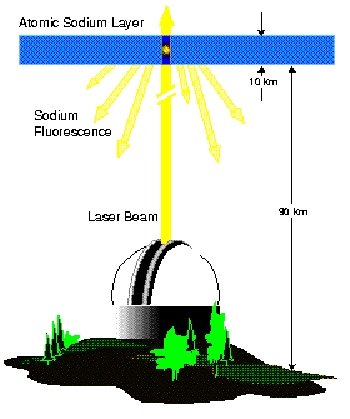 Atomic Sodium Layer
10 km
Sodium
Fluorescence
Laser Beam
90 km